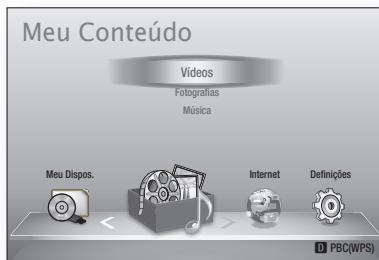 Meu Conteúdo
Vídeos
Fotografias
Música
Meu Dispos.
Internet
Definições
D PBC(WPS)